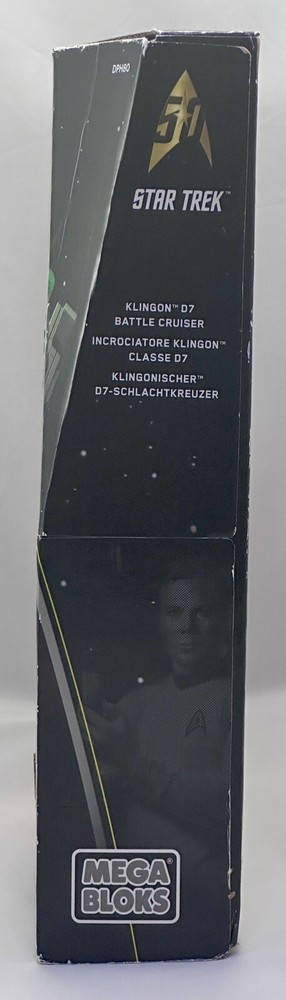 DPH80
50
STAR TREK™
KLINGON™ D7
BATTLE CRUISER
INCROCIATORE KLINGON™
CLASSE D7
KLINGONISCHER™
D7-SCHLACHTKREUZER
MEGA®
BLOKS